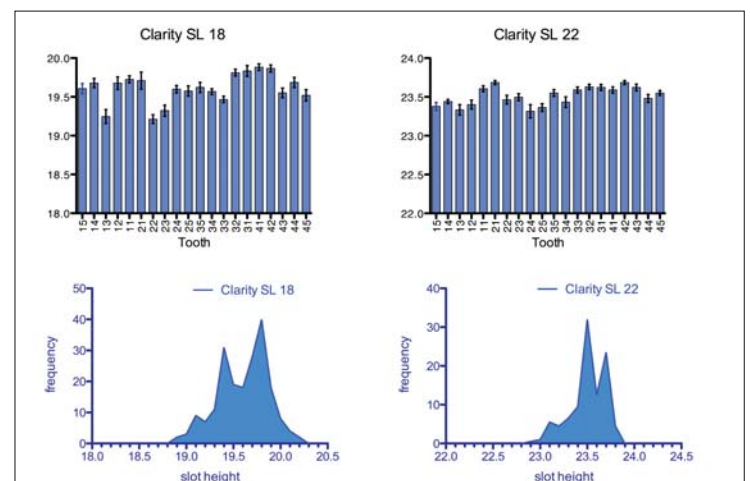 Clarity SL 18
20.0
19.5
19.0
18.5
18.0
15 14 13 12 11 21 22 23 24 25 35 34 33 32 31 41 42 43 44 45
Tooth
Clarity SL 22
24.0
23.5
23.0
22.5
22.0
15 14 13 12 11 21 22 23 24 25 35 34 33 32 31 41 42 43 44 45
Tooth
Clarity SL 18
frequency
50
40
30
20
10
0
18.0 18.5 19.0 19.5 20.0 20.5
slot height
Clarity SL 22
frequency
40
30
20
10
0
22.0 22.5 23.0 23.5 24.0 24.5
slot height